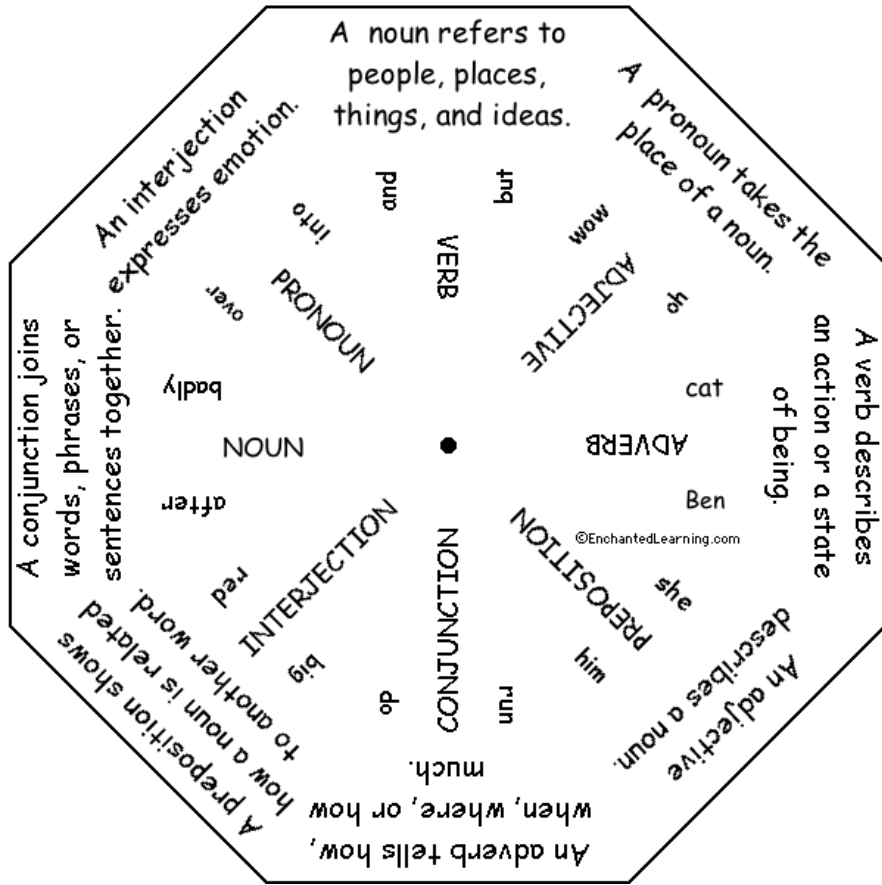 A noun refers to
people, places,
things, and ideas.
A pronoun takes the
place of a noun.
A verb describes
an action or a state
of being.
An adjective
describes a noun.
An adverb tells how,
when, where, or how
much.
A preposition shows
how a noun is related
to another word.
A conjunction joins
words, phrases, or
sentences together.
An interjection
expresses emotion.
and
but
wow
oh
cat
Ben
she
him
run
do
big
red
after
badly
over
into
VERB
ADJECTIVE
ADVERB
PREPOSITION
CONJUNCTION
INTERJECTION
NOUN
PRONOUN
©EnchantedLearning.com